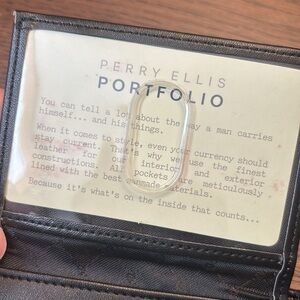 PERRY ELLIS
PORTFOLIO
You can tell a lot about the way a man carries
himself... and his things.
When it comes to style, even your currency should
stay current. That's why we use the finest
leather for our interior and exterior
constructions. All pockets are meticulously
lined with the best manmade materials.
Because it's what's on the inside that counts...